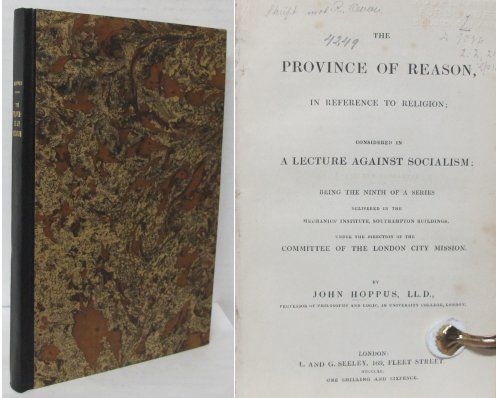 4249
THE
PROVINCE OF REASON,
IN REFERENCE TO RELIGION;
CONSIDERED IN
A LECTURE AGAINST SOCIALISM:
BEING THE NINTH OF A SERIES
DELIVERED IN THE
MECHANICS' INSTITUTE, SOUTHAMPTON BUILDINGS,
UNDER THE DIRECTION OF THE
COMMITTEE OF THE LONDON CITY MISSION.
BY
JOHN HOPPUS, LL.D.,
PROFESSOR OF PHILOSOPHY AND LOGIC, IN UNIVERSITY COLLEGE, LONDON.
LONDON:
L. AND G. SEELEY, 169, FLEET STREET.
MDCCCXL.
ONE SHILLING AND SIXPENCE.